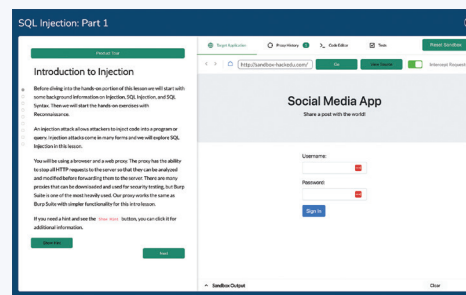 SQL Injection: Part 1
Target Application
Proxy History
Code Editor
Tools
Reset Sandbox
Introduction to Injection
http://sandbox-hackedu.com/
Go
Intercept Requests
Before diving into the hands-on portion of this lesson we will start with
some background information on Injection, SQL Injection, and SQL
Syntax. Then we will start the hands-on exercises with
Reconnaissance.
An injection attack allows attackers to inject code into a program or
query. Injection attacks come in many forms and we will explore SQL
Injection in this lesson.
You will be using a browser and a web proxy. The proxy has the ability
to stop all HTTP requests to the server so that they can be analyzed
and modified before forwarding them to the server. There are many
proxies that can be downloaded and used for security testing, but Burp
Suite is one of the most heavily used. Our proxy works the same as
Burp Suite with simpler functionality for this intro lesson.
If you need a hint and see the button, you can click it for
additional information.
Next
Social Media App
Share a post with the world!
Username:
Password:
Sign In
Sandbox Output
Clear